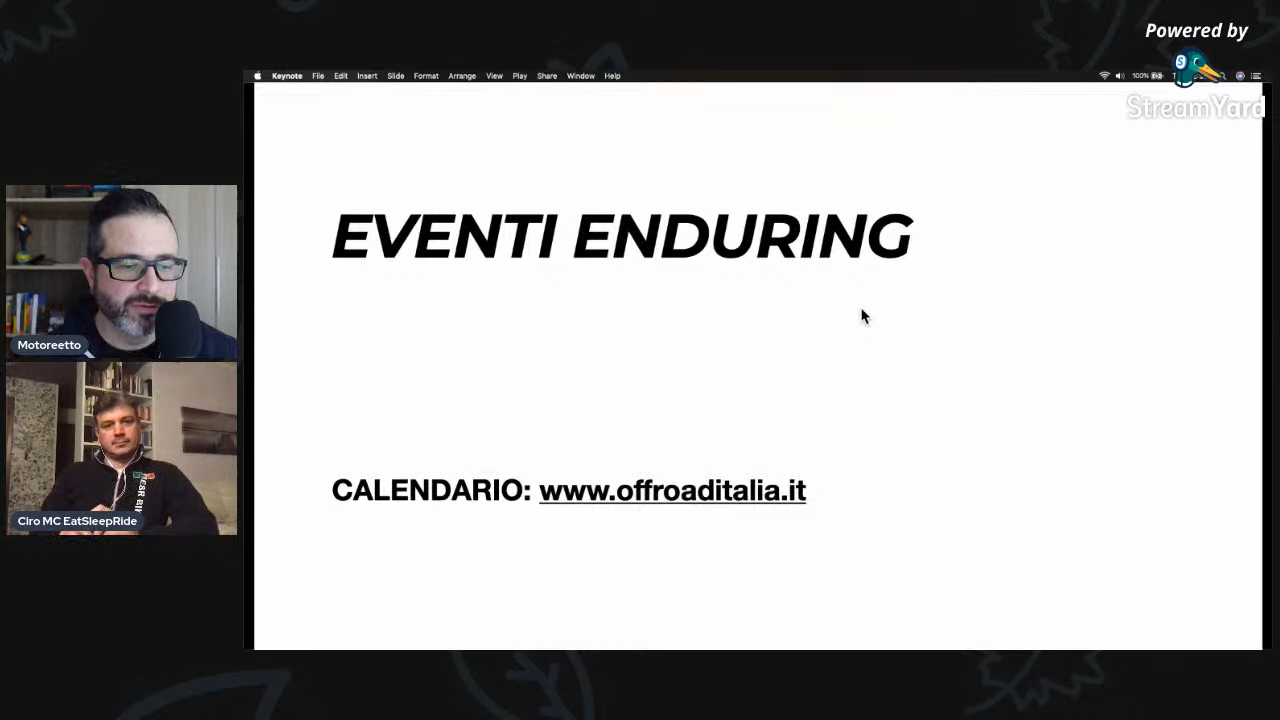 Powered by
StreamYard
Keynote File Edit Insert Slide Format Arrange View Play Share Window Help
100%
EVENTI ENDURING
Motoreetto
CALENDARIO: www.offroaditalia.it
Ciro MC EatSleepRide